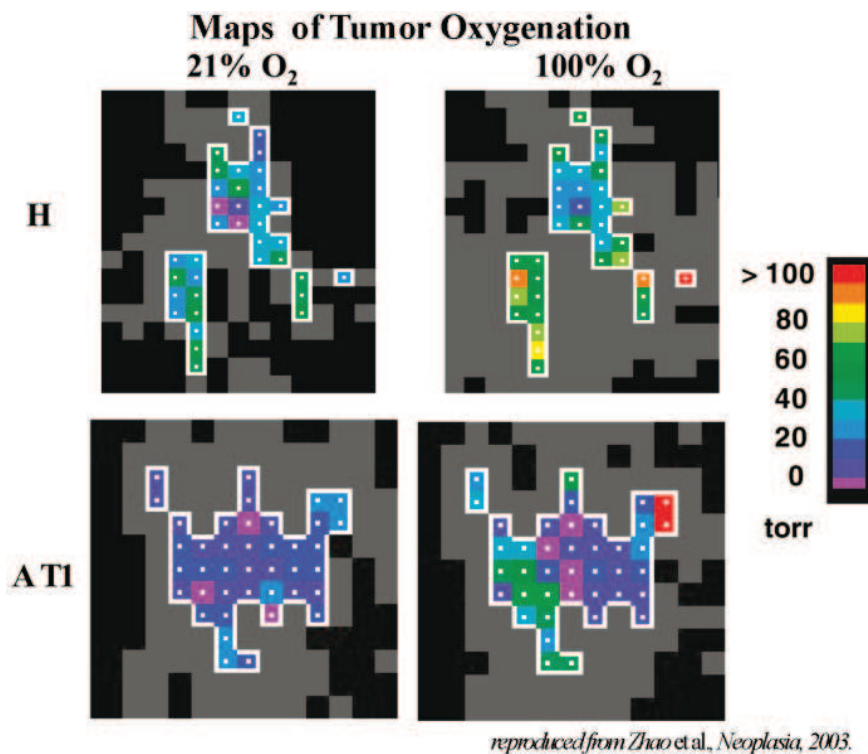 Maps of Tumor Oxygenation
21% O₂
100% O₂
H
> 100
80
60
40
20
0
torr
A T1
reproduced from Zhao et al., Neoplasia, 2003.